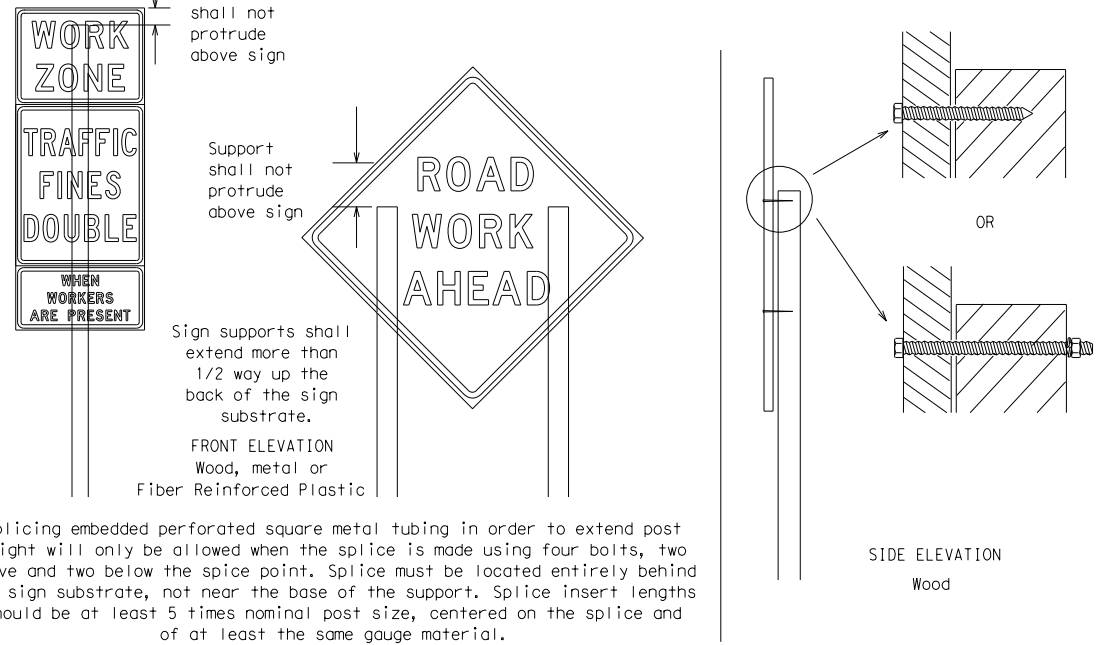 shall not
protrude
above sign
WORK
ZONE
TRAFFIC
FINES
DOUBLE
WHEN
WORKERS
ARE PRESENT
Support
shall not
protrude
above sign
ROAD
WORK
AHEAD
Sign supports shall
extend more than
1/2 way up the
back of the sign
substrate.
FRONT ELEVATION
Wood, metal or
Fiber Reinforced Plastic
plicing embedded perforated square metal tubing in order to extend post
ight will only be allowed when the splice is made using four bolts, two
ve and two below the spice point. Splice must be located entirely behind
sign substrate, not near the base of the support. Splice insert lengths
hould be at least 5 times nominal post size, centered on the splice and
of at least the same gauge material.
OR
SIDE ELEVATION
Wood